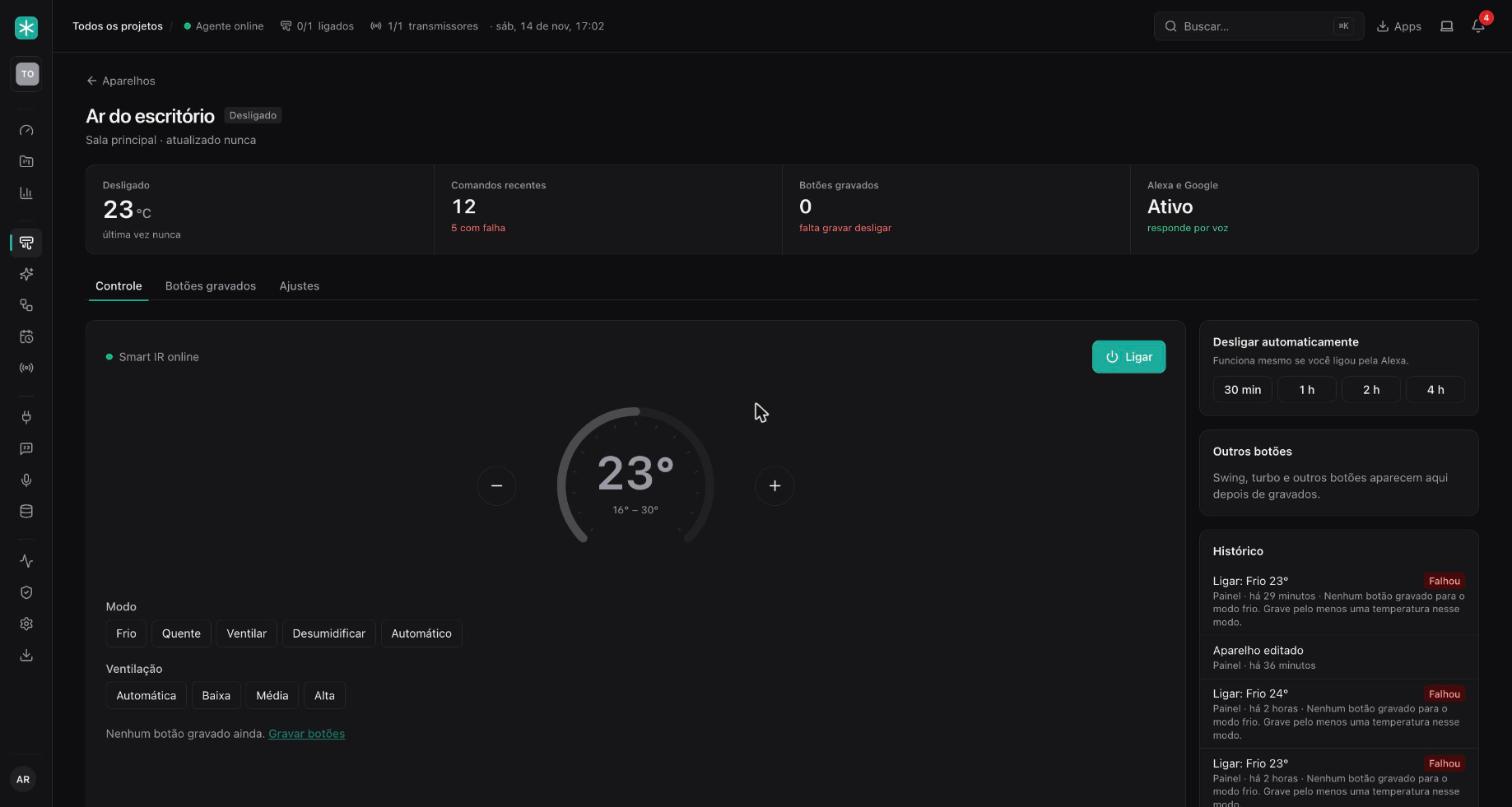 Todos os projetos / Agente online 0/1 ligados 1/1 transmissores · sáb, 14 de nov, 17:02
Buscar... ⌘K Apps 4
TO
← Aparelhos
Ar do escritório Desligado
Sala principal · atualizado nunca
Desligado
23 °C
última vez nunca
Comandos recentes
12
5 com falha
Botões gravados
0
falta gravar desligar
Alexa e Google
Ativo
responde por voz
Controle Botões gravados Ajustes
Smart IR online
Ligar
23°
16° – 30°
Modo
Frio Quente Ventilar Desumidificar Automático
Ventilação
Automática Baixa Média Alta
Nenhum botão gravado ainda. Gravar botões
Desligar automaticamente
Funciona mesmo se você ligou pela Alexa.
30 min 1 h 2 h 4 h
Outros botões
Swing, turbo e outros botões aparecem aqui
depois de gravados.
Histórico
Ligar: Frio 23° Falhou
Painel · há 29 minutos · Nenhum botão gravado para o
modo frio. Grave pelo menos uma temperatura nesse
modo.
Aparelho editado
Painel · há 36 minutos
Ligar: Frio 24° Falhou
Painel · há 2 horas · Nenhum botão gravado para o
modo frio. Grave pelo menos uma temperatura nesse
modo.
Ligar: Frio 23° Falhou
Painel · há 2 horas · Nenhum botão gravado para o
modo frio. Grave pelo menos uma temperatura nesse
modo.
AR